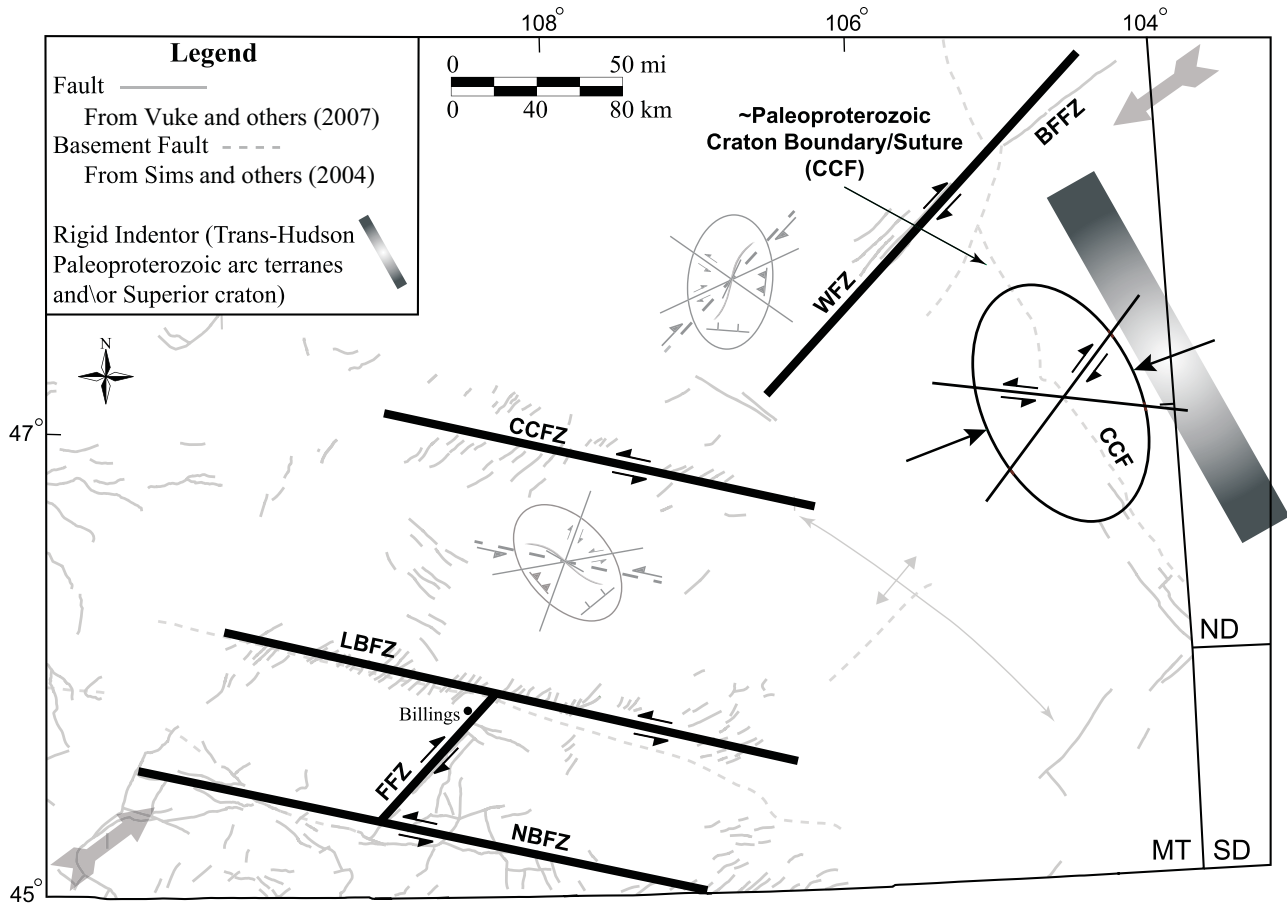 108°
106°
104°
Legend
Fault
From Vuke and others (2007)
Basement Fault
From Sims and others (2004)
Rigid Indentor (Trans-Hudson
Paleoproterozoic arc terranes
and\or Superior craton)
0 50 mi
0 40 80 km
~Paleoproterozoic
Craton Boundary/Suture
(CCF)
BFFZ
WFZ
N
47°
CCFZ
CCF
LBFZ
ND
Billings
FFZ
NBFZ
MT
SD
45°